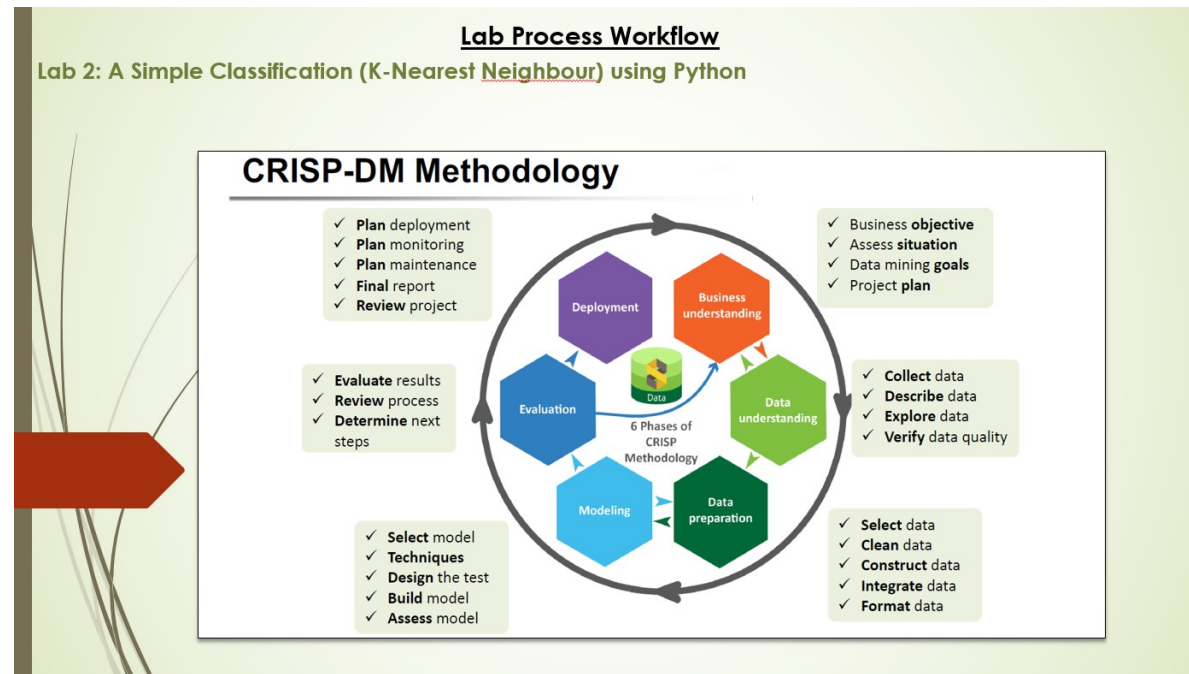 Lab Process Workflow
Lab 2: A Simple Classification (K-Nearest Neighbour) using Python
CRISP-DM Methodology
✓ Plan deployment
✓ Plan monitoring
✓ Plan maintenance
✓ Final report
✓ Review project
✓ Business objective
✓ Assess situation
✓ Data mining goals
✓ Project plan
Deployment
Business
understanding
✓ Evaluate results
✓ Review process
✓ Determine next
steps
Evaluation
Data
6 Phases of
CRISP
Methodology
Data
understanding
✓ Collect data
✓ Describe data
✓ Explore data
✓ Verify data quality
Modeling
Data
preparation
✓ Select model
✓ Techniques
✓ Design the test
✓ Build model
✓ Assess model
✓ Select data
✓ Clean data
✓ Construct data
✓ Integrate data
✓ Format data